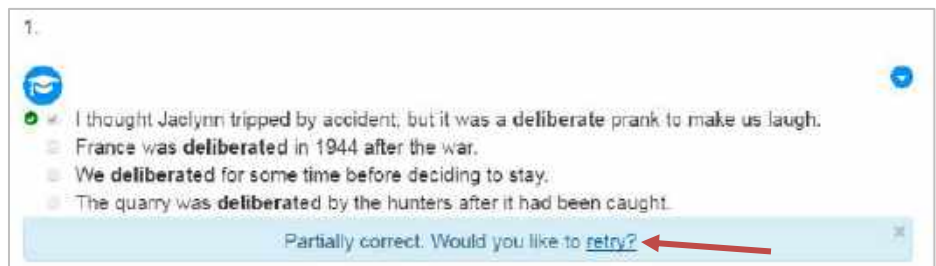 1.
I thought Jaclynn tripped by accident, but it was a deliberate prank to make us laugh.
France was deliberated in 1944 after the war.
We deliberated for some time before deciding to stay.
The quarry was deliberated by the hunters after it had been caught.
Partially correct. Would you like to retry?